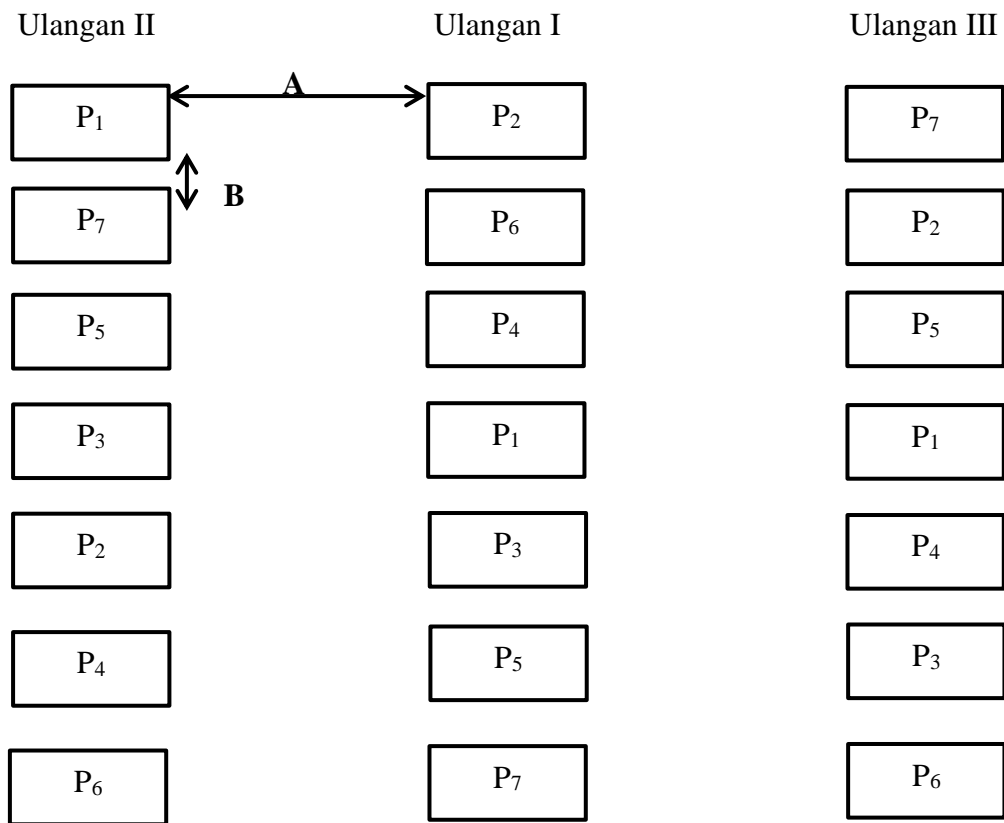 Ulangan II Ulangan I Ulangan III
A
P₁ P₂ P₇
B
P₇ P₆ P₂
P₅ P₄ P₅
P₃ P₁ P₁
P₂ P₃ P₄
P₄ P₅ P₃
P₆ P₇ P₆